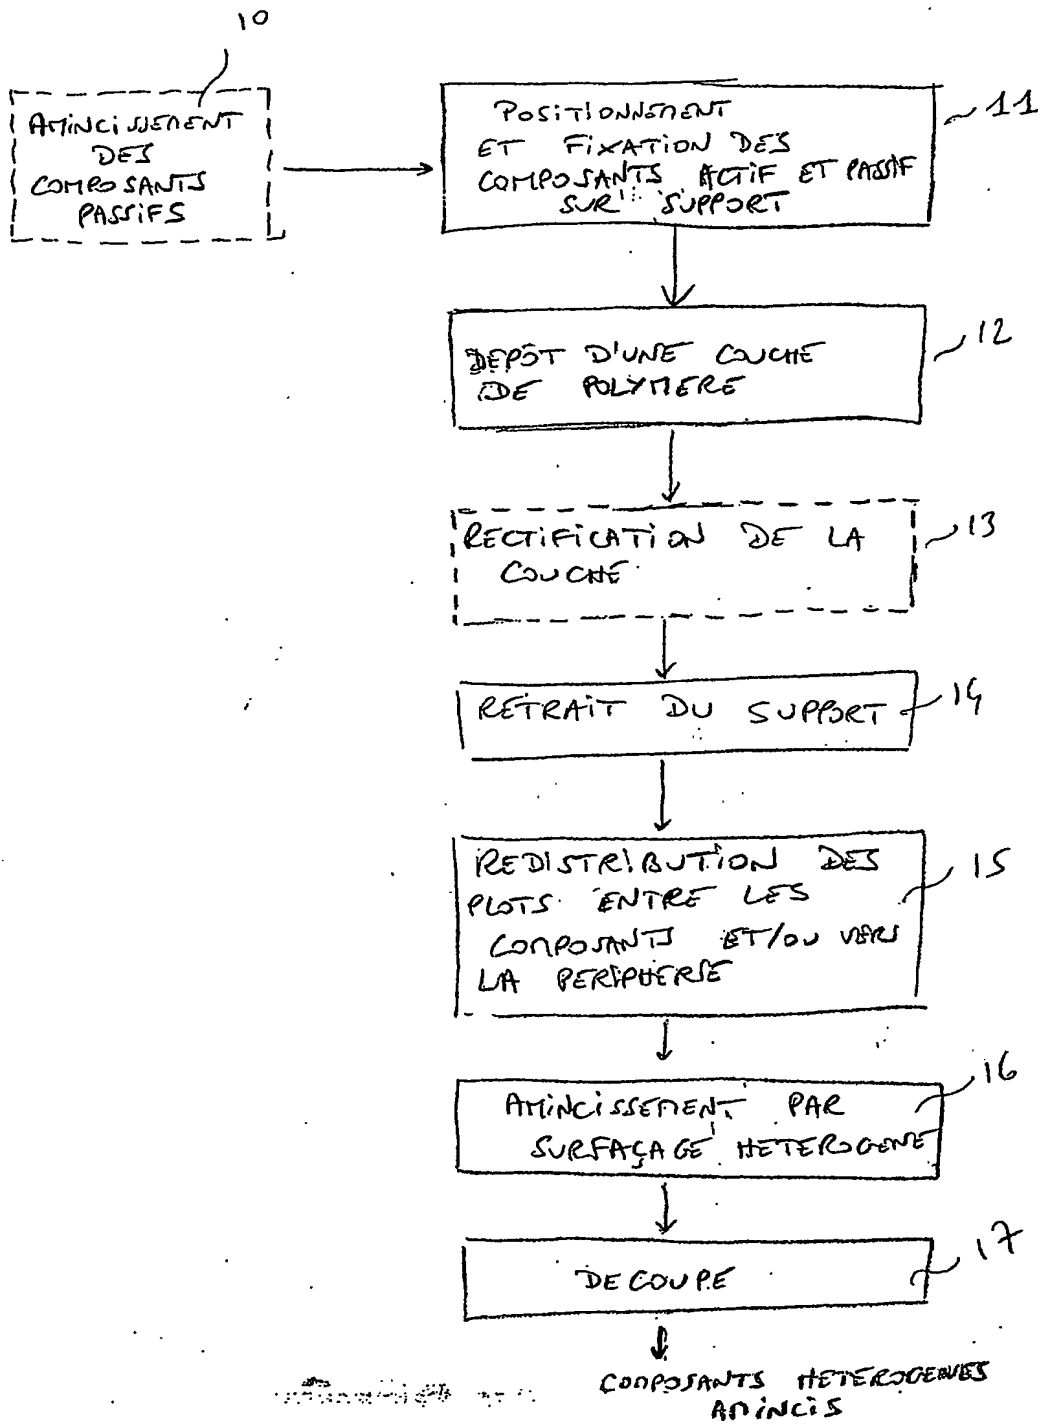 10
AMINCISSEMENT
DES
COMPOSANTS
PASSIFS
11
POSITIONNEMENT
ET FIXATION DES
COMPOSANTS ACTIF ET PASSIF
SUR SUPPORT
12
DEPÔT D'UNE COUCHE
DE POLYMERE
13
RECTIFICATION DE LA
COUCHE
14
RETRAIT DU SUPPORT
15
REDISTRIBUTION DES
PLOTS ENTRE LES
COMPOSANTS ET/OU VERS
LA PERIPHERIE
16
AMINCISSEMENT PAR
SURFAÇAGE HETEROGENE
17
DECOUPE
COMPOSANTS HETEROGENES
AMINCIS